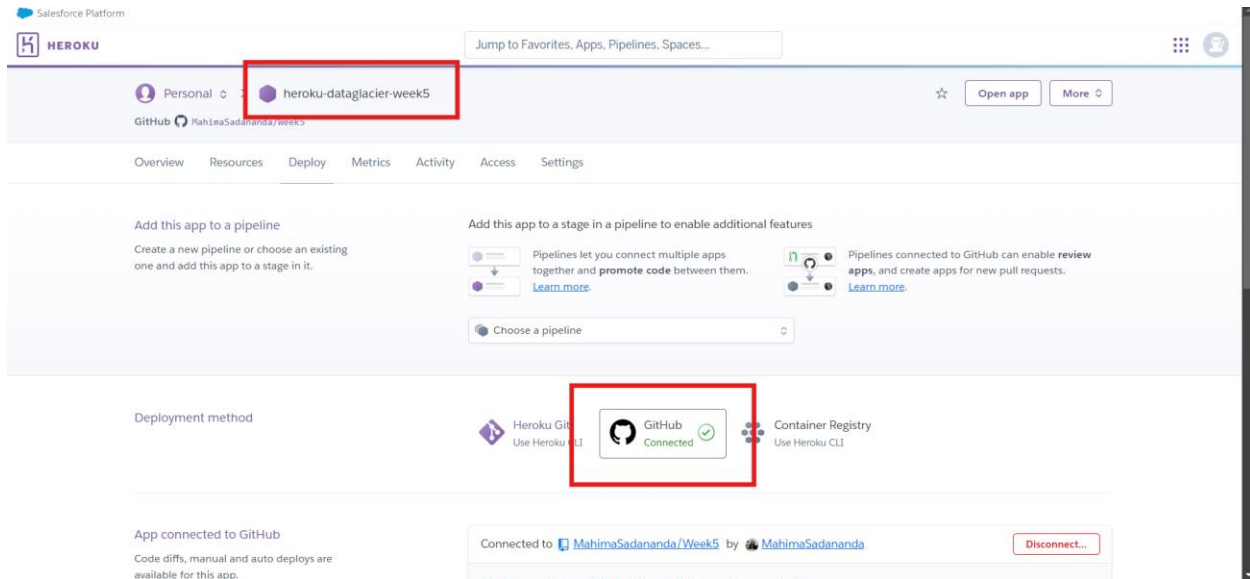 Salesforce Platform
HEROKU
Jump to Favorites, Apps, Pipelines, Spaces...
Personal
heroku-dataglacier-week5
Open app
More
GitHub MahimaSadananda/Week5
Overview Resources Deploy Metrics Activity Access Settings
Add this app to a pipeline
Create a new pipeline or choose an existing
one and add this app to a stage in it.
Add this app to a stage in a pipeline to enable additional features
Pipelines let you connect multiple apps
together and promote code between them.
Learn more.
Pipelines connected to GitHub can enable review
apps, and create apps for new pull requests.
Learn more.
Choose a pipeline
Deployment method
Heroku Git
Use Heroku CLI
GitHub
Connected
Container Registry
Use Heroku CLI
App connected to GitHub
Code diffs, manual and auto deploys are
available for this app.
Connected to MahimaSadananda/Week5 by MahimaSadananda
Disconnect...